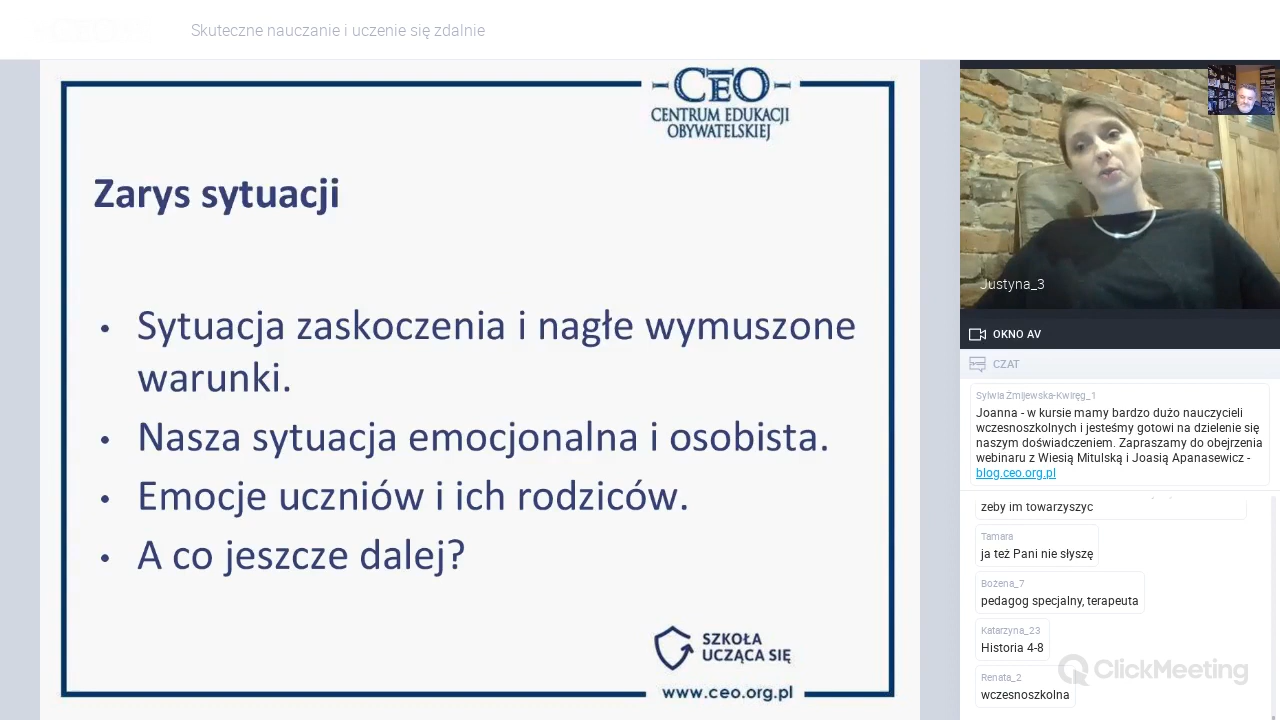 Skuteczne nauczanie i uczenie się zdalnie
CEO
CENTRUM EDUKACJI
OBYWATELSKIEJ
Zarys sytuacji
• Sytuacja zaskoczenia i nagłe wymuszone
warunki.
• Nasza sytuacja emocjonalna i osobista.
• Emocje uczniów i ich rodziców.
• A co jeszcze dalej?
SZKOŁA
UCZĄCA SIĘ
www.ceo.org.pl
Justyna_3
OKNO AV
CZAT
Sylwia Żmijewska-Kwiręg_1
Joanna - w kursie mamy bardzo dużo nauczycieli
wczesnoszkolnych i jesteśmy gotowi na dzielenie się
naszym doświadczeniem. Zapraszamy do obejrzenia
webinaru z Wiesią Mitulską i Joasią Apanasewicz -
blog.ceo.org.pl
zeby im towarzyszyc
Tamara
ja też Pani nie słyszę
Bożena_7
pedagog specjalny, terapeuta
Katarzyna_23
Historia 4-8
Renata_2
wczesnoszkolna
ClickMeeting